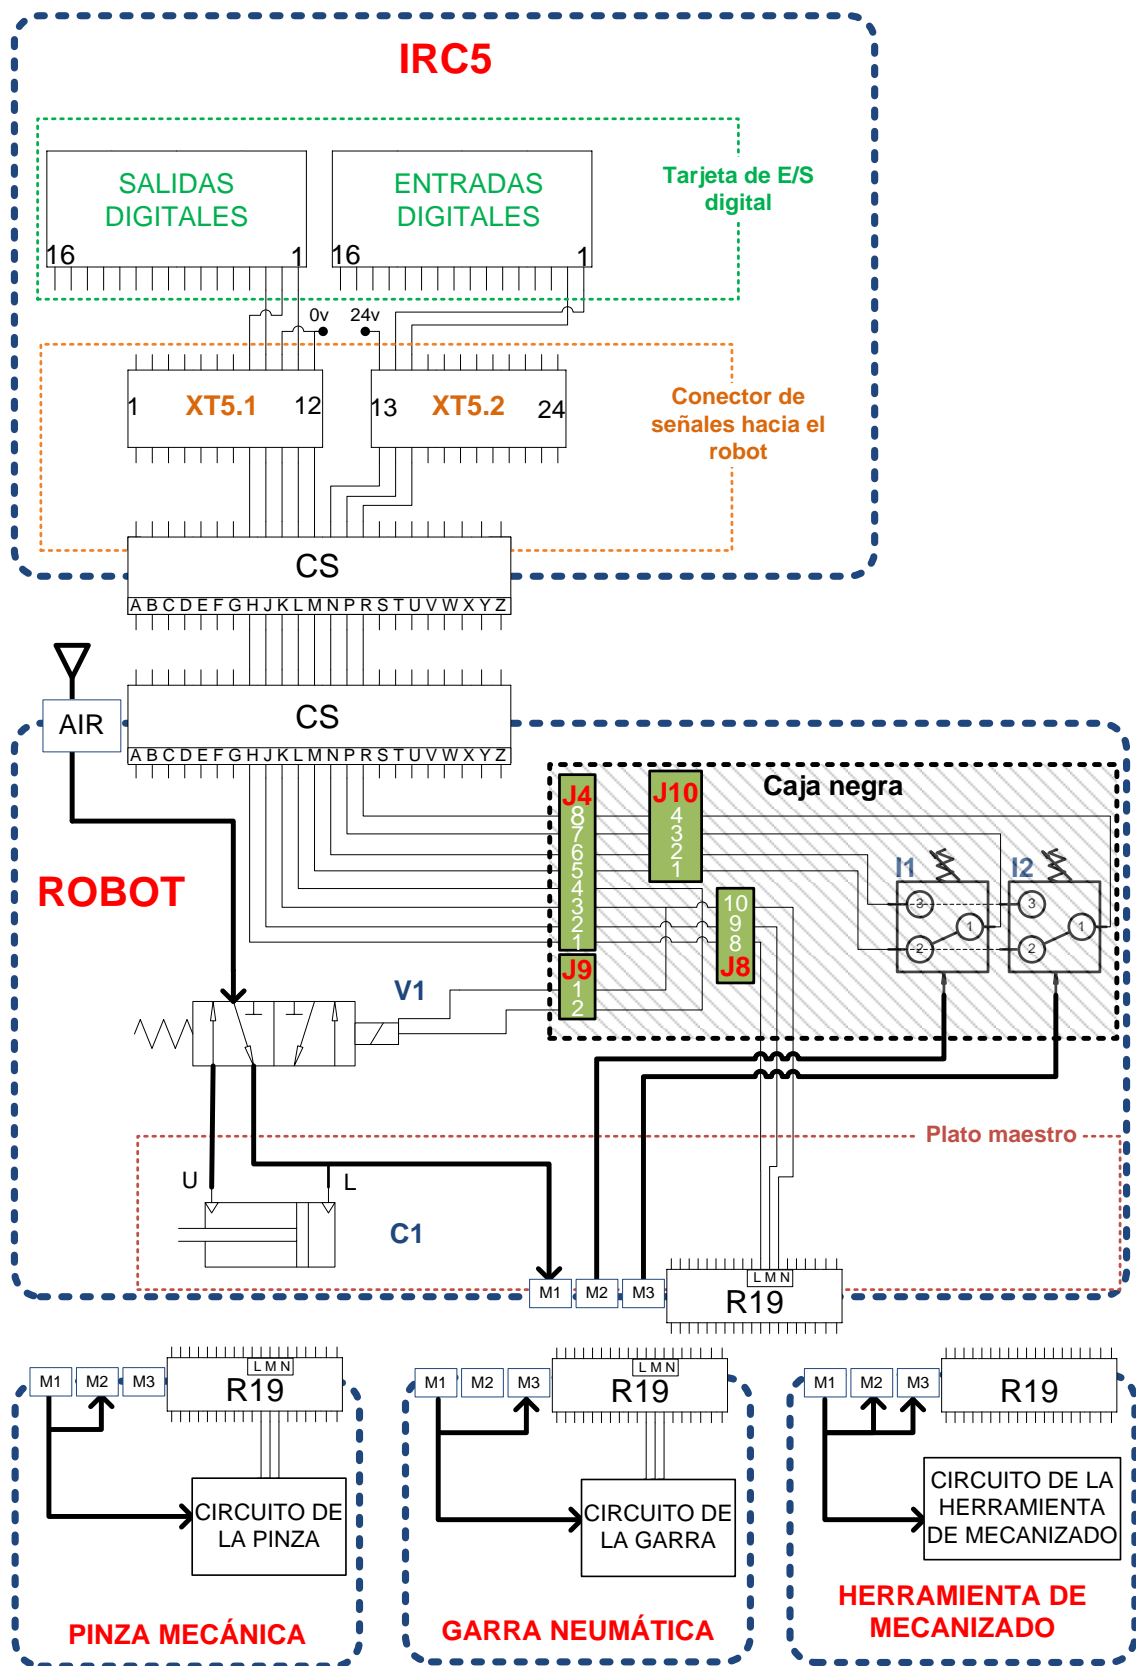 IRC5
SALIDAS
DIGITALES
16
1
ENTRADAS
DIGITALES
16
1
Tarjeta de E/S
digital
0v
24v
1
XT5.1
12
13
XT5.2
24
Conector de
señales hacia el
robot
CS
A B C D E F G H J K L M N P R S T U V W X Y Z
AIR
CS
A B C D E F G H J K L M N P R S T U V W X Y Z
ROBOT
Caja negra
J4
8
7
6
5
4
3
2
1
J10
4
3
2
1
J8
10
9
8
J9
1
2
I1
3
1
2
I2
3
1
2
V1
Plato maestro
U
L
C1
M1
M2
M3
L M N
R19
M1
M2
M3
L M N
R19
CIRCUITO DE
LA PINZA
PINZA MECÁNICA
M1
M2
M3
L M N
R19
CIRCUITO DE
LA GARRA
GARRA NEUMÁTICA
M1
M2
M3
R19
CIRCUITO DE LA
HERRAMIENTA
DE MECANIZADO
HERRAMIENTA DE
MECANIZADO